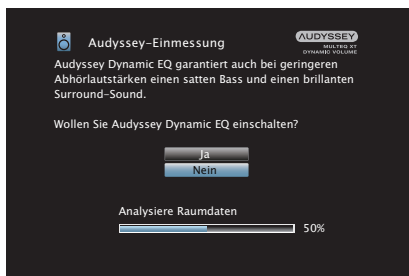 Audyssey-Einmessung
AUDYSSEY
MULTEQ XT
DYNAMIC VOLUME
Audyssey Dynamic EQ garantiert auch bei geringeren
Abhörlautstärken einen satten Bass und einen brillanten
Surround-Sound.
Wollen Sie Audyssey Dynamic EQ einschalten?
Ja
Nein
Analysiere Raumdaten
50%